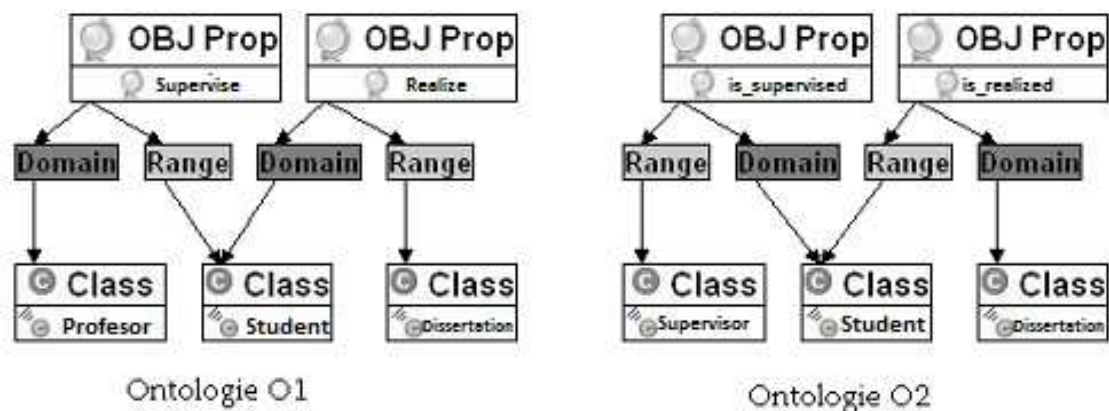 OBJ Prop OBJ Prop OBJ Prop OBJ Prop
Supervise Realize is_supervised is_realized
Domain Range Domain Range Range Domain Range Domain
C Class C Class C Class C Class C Class C Class
C Profesor C Student C Dissertation C Supervisor C Student C Dissertation
Ontologie O1 Ontologie O2